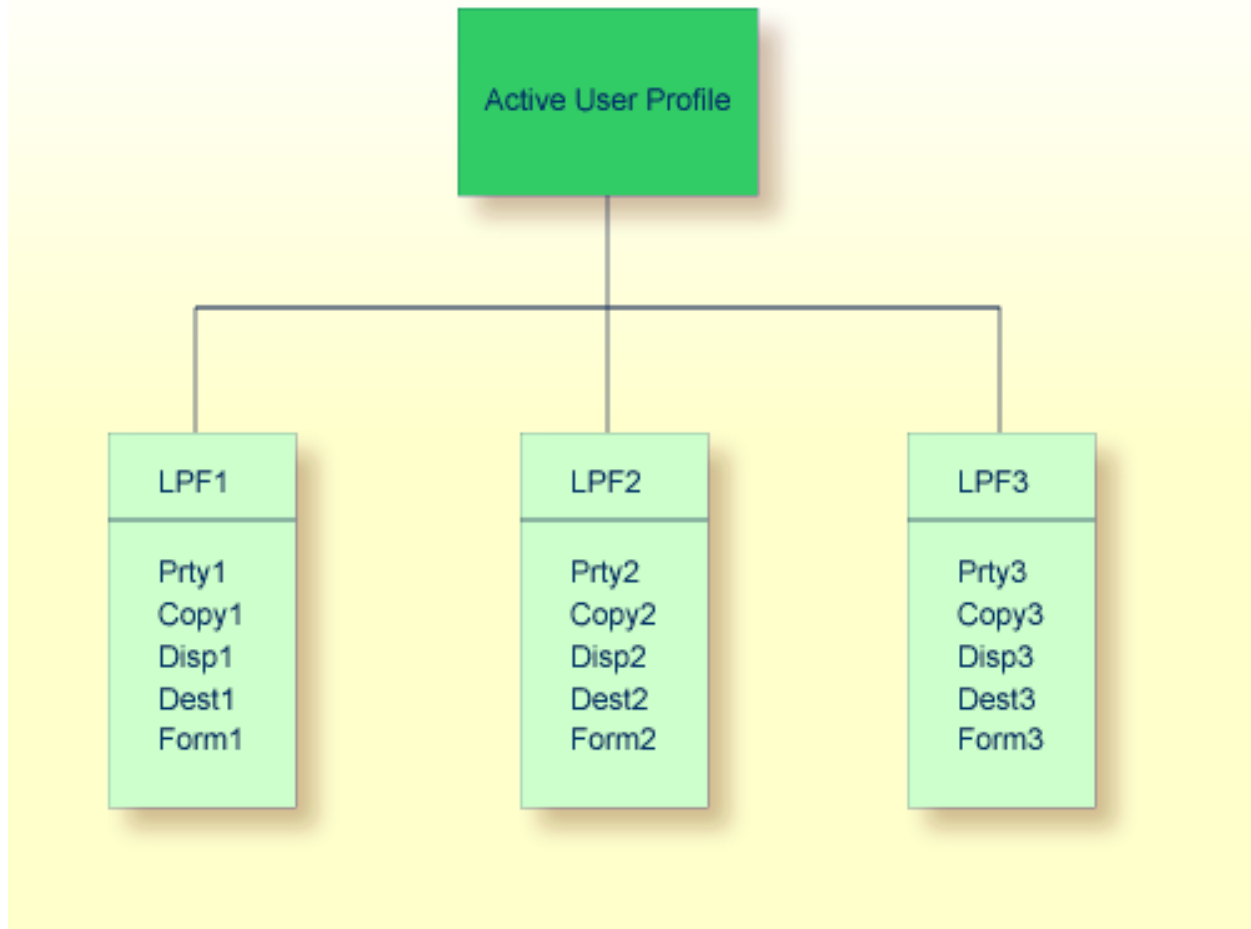 Active User Profile
LPF1
Prty1
Copy1
Disp1
Dest1
Form1
LPF2
Prty2
Copy2
Disp2
Dest2
Form2
LPF3
Prty3
Copy3
Disp3
Dest3
Form3